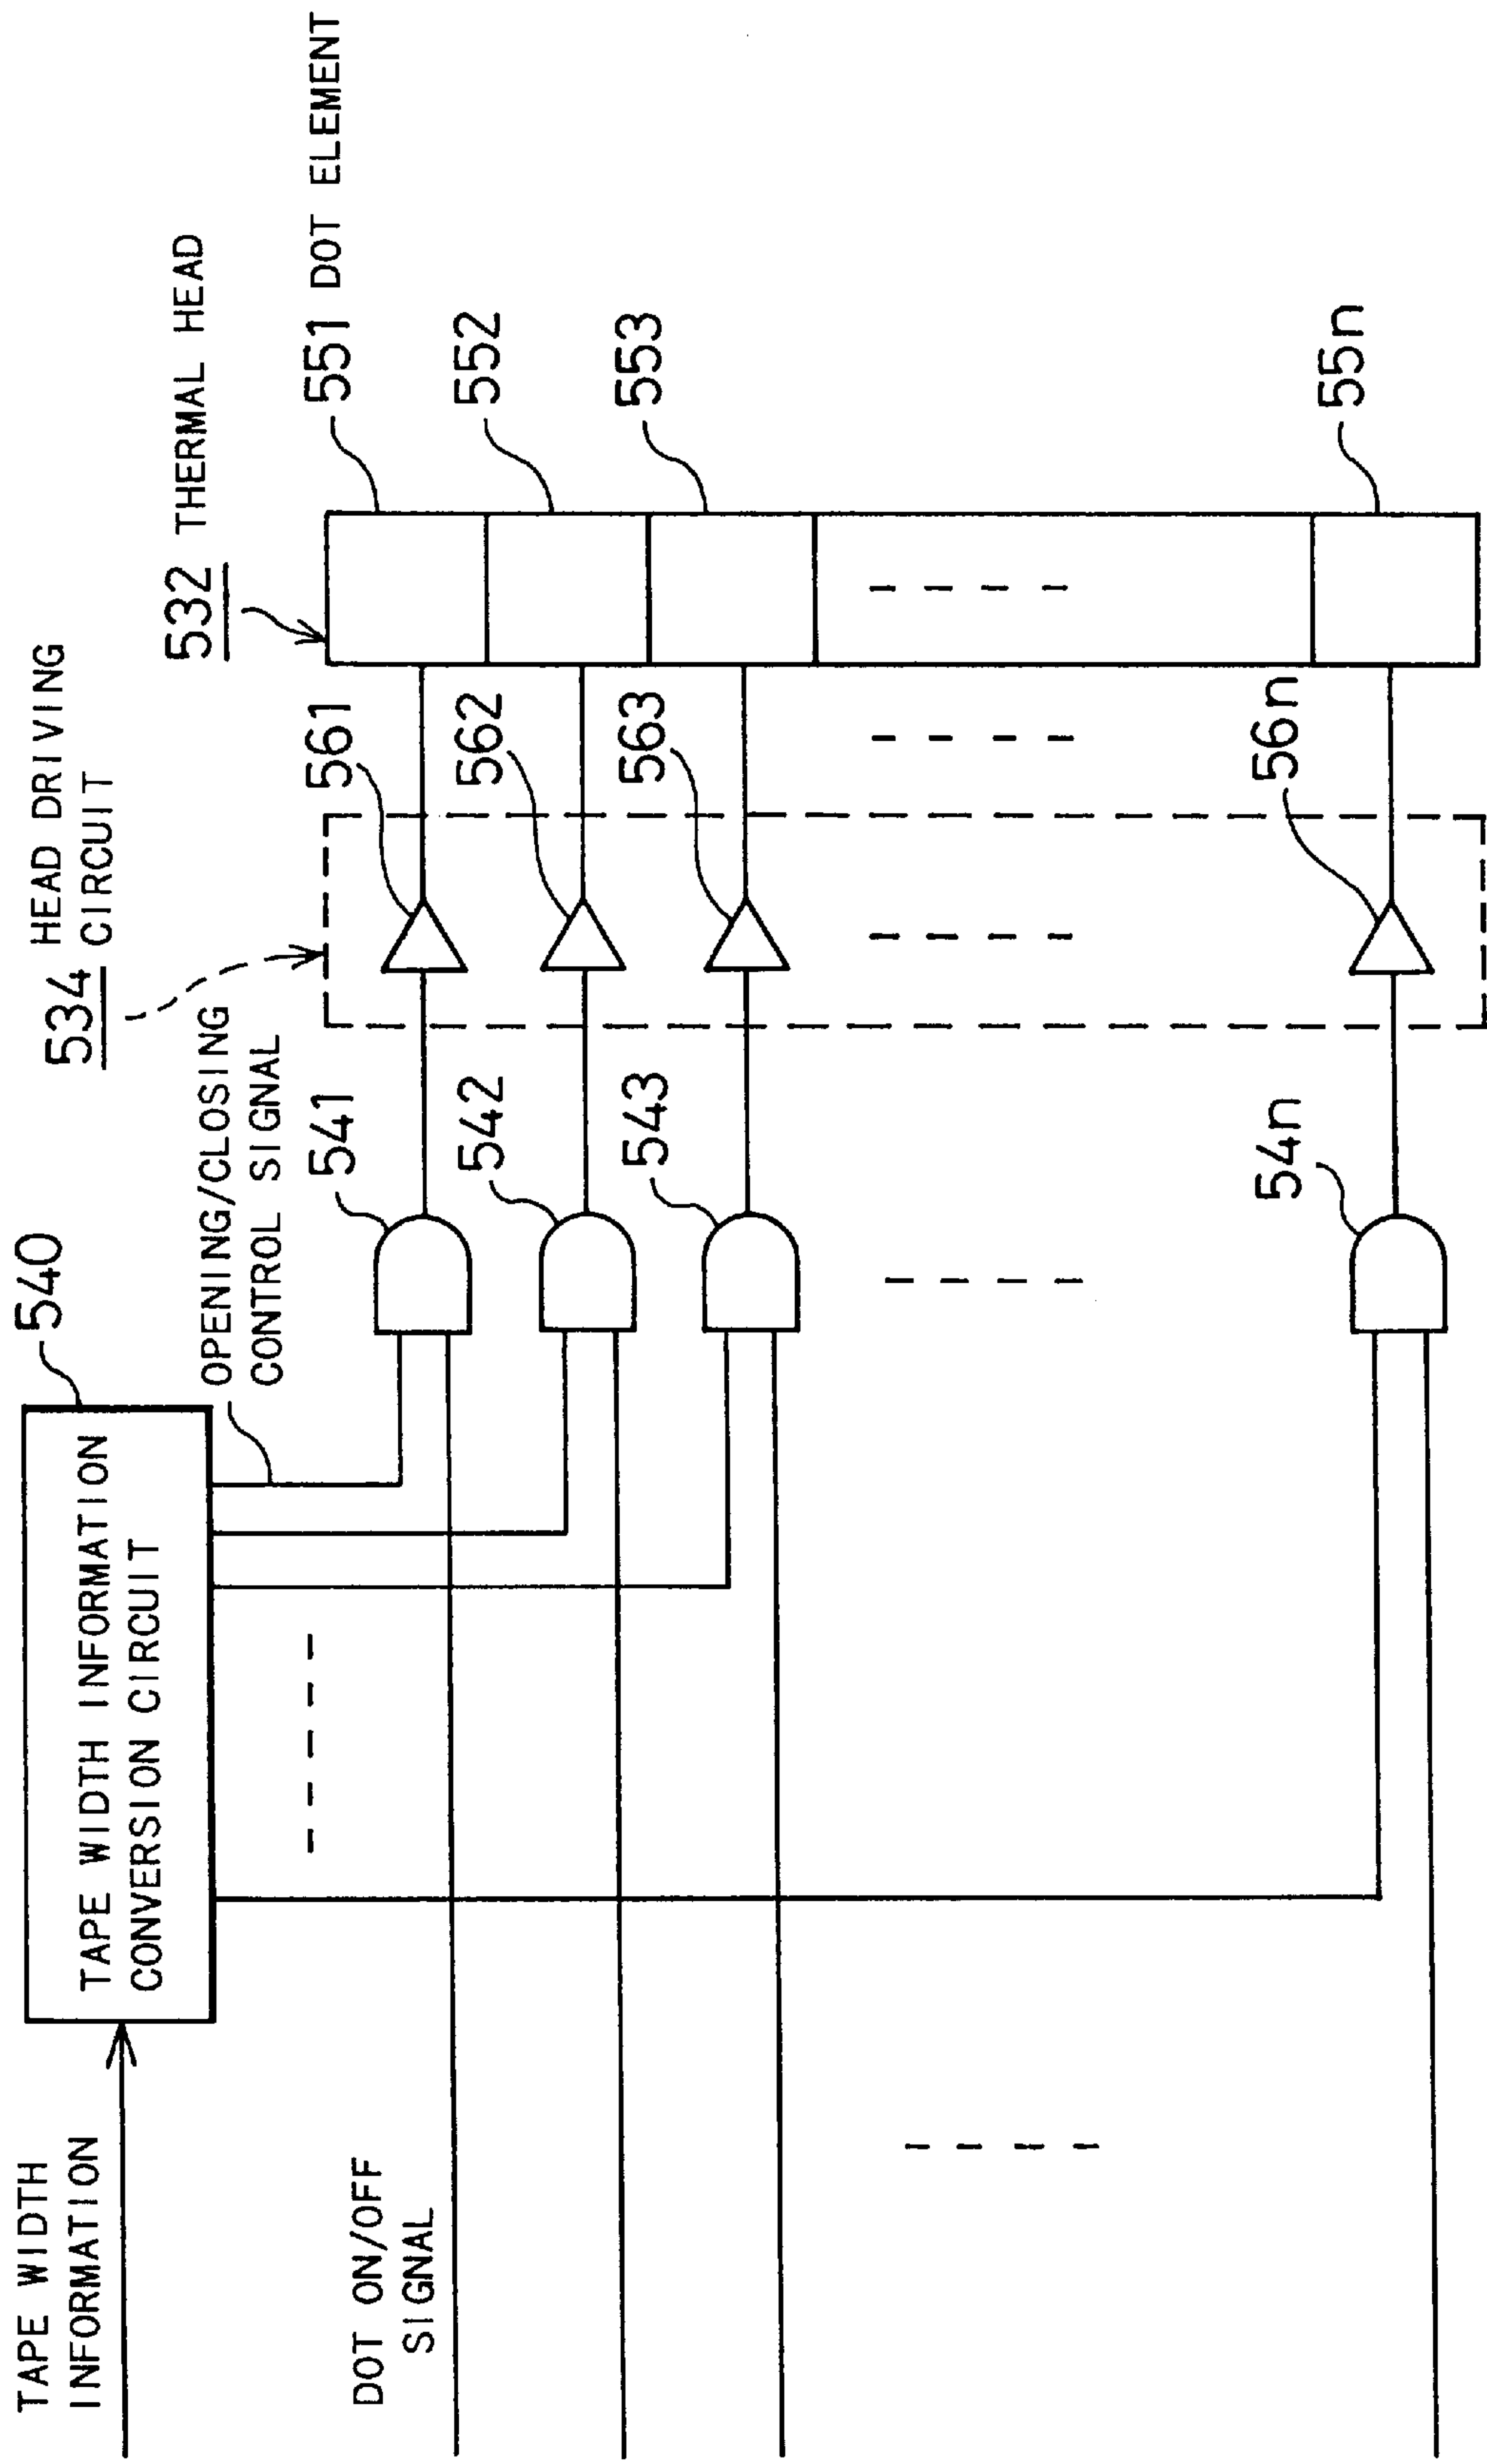 TAPE WIDTH
INFORMATION
TAPE WIDTH INFORMATION
CONVERSION CIRCUIT
540
OPENING/CLOSING
CONTROL SIGNAL
534 HEAD DRIVING
CIRCUIT
532 THERMAL HEAD
DOT ON/OFF
SIGNAL
541
561
551 DOT ELEMENT
542
562
552
543
563
553
54n
56n
55n